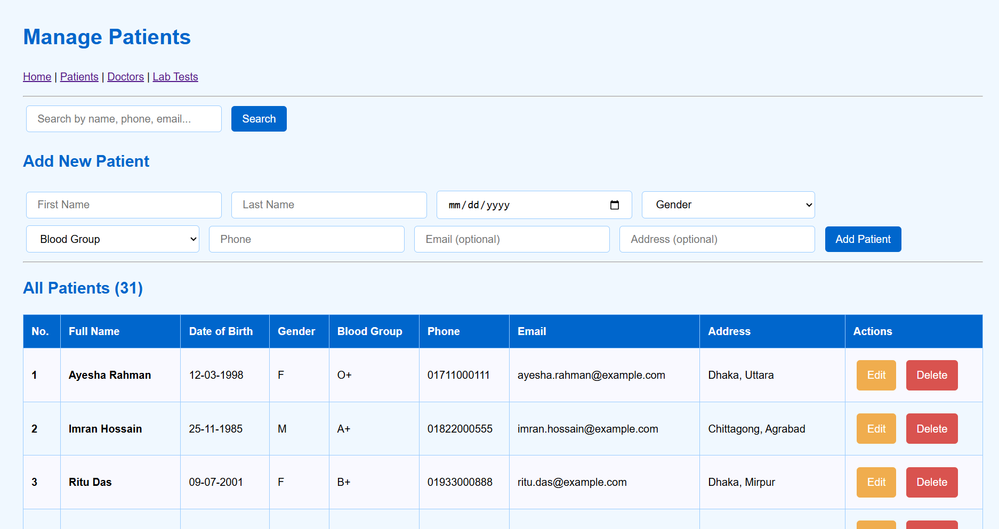 Manage Patients
Home | Patients | Doctors | Lab Tests
Search by name, phone, email... Search
Add New Patient
First Name Last Name mm/dd/yyyy Gender
Blood Group Phone Email (optional) Address (optional) Add Patient
All Patients (31)
No. Full Name Date of Birth Gender Blood Group Phone Email Address Actions
1 Ayesha Rahman 12-03-1998 F O+ 01711000111 ayesha.rahman@example.com Dhaka, Uttara Edit Delete
2 Imran Hossain 25-11-1985 M A+ 01822000555 imran.hossain@example.com Chittagong, Agrabad Edit Delete
3 Ritu Das 09-07-2001 F B+ 01933000888 ritu.das@example.com Dhaka, Mirpur Edit Delete